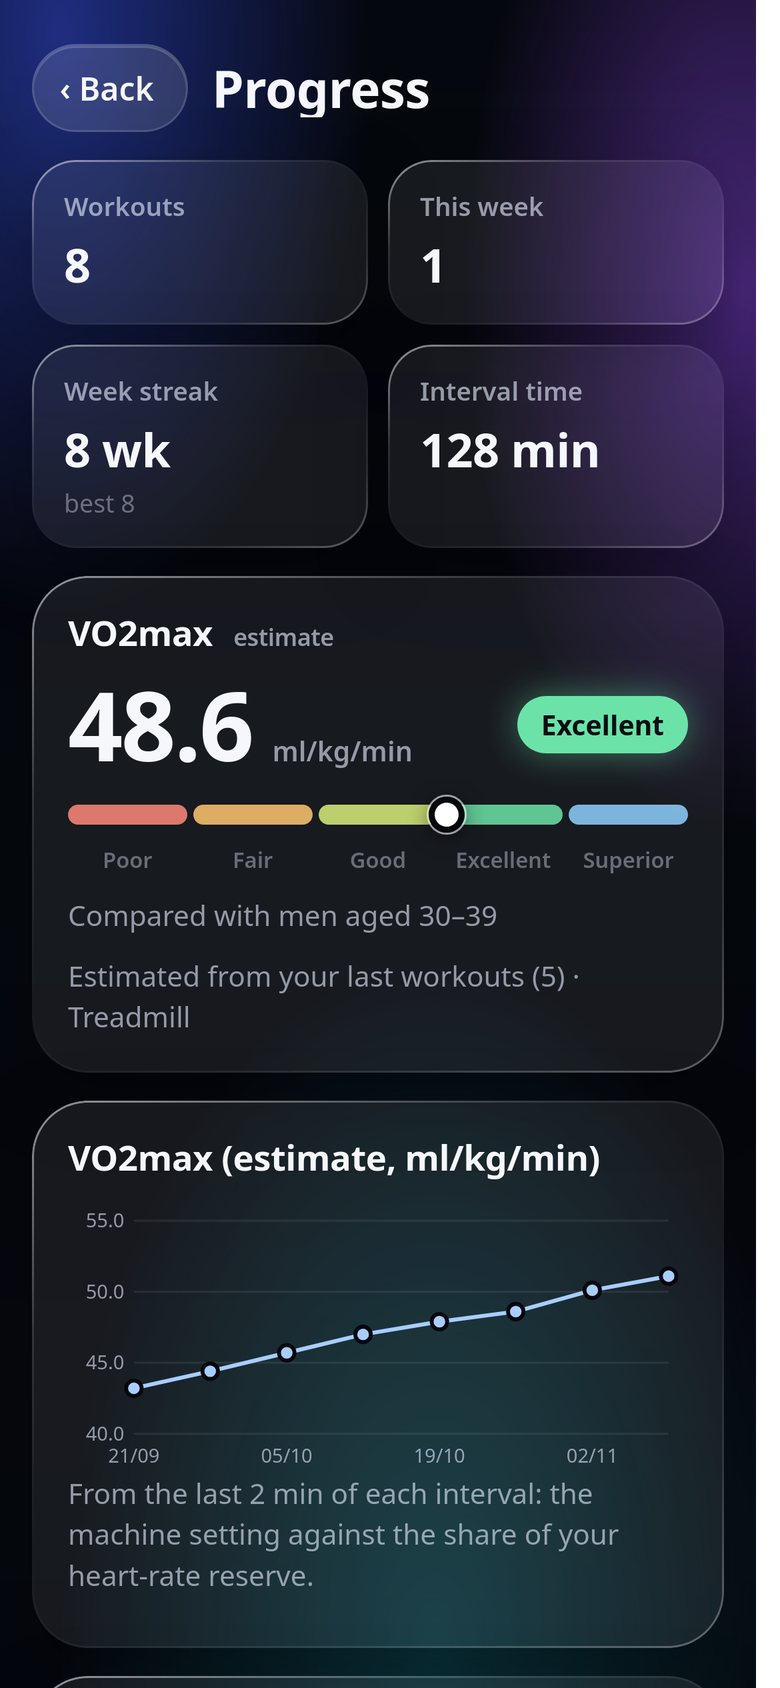 ‹ Back
Progress
Workouts
8
This week
1
Week streak
8 wk
best 8
Interval time
128 min
VO2max estimate
48.6 ml/kg/min
Excellent
Poor Fair Good Excellent Superior
Compared with men aged 30–39
Estimated from your last workouts (5) ·
Treadmill
VO2max (estimate, ml/kg/min)
55.0
50.0
45.0
40.0
21/09 05/10 19/10 02/11
From the last 2 min of each interval: the
machine setting against the share of your
heart-rate reserve.